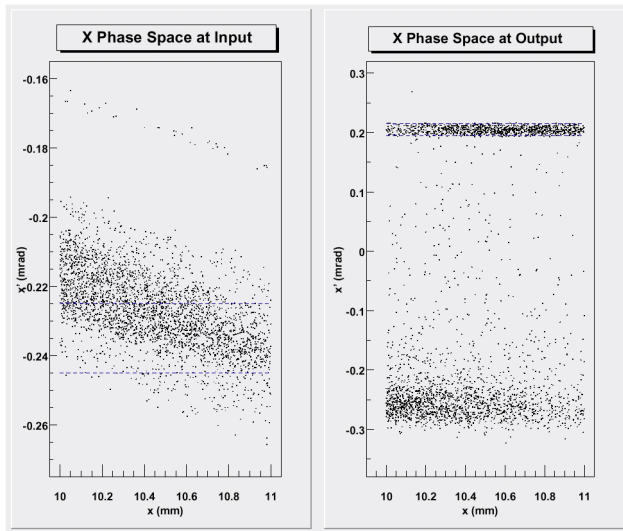 X Phase Space at Input
-0.16
-0.18
-0.2
-0.22
-0.24
-0.26
x' (mrad)
10 10.2 10.4 10.6 10.8 11
x (mm)
X Phase Space at Output
0.3
0.2
0.1
0
-0.1
-0.2
-0.3
x' (mrad)
10 10.2 10.4 10.6 10.8 11
x (mm)